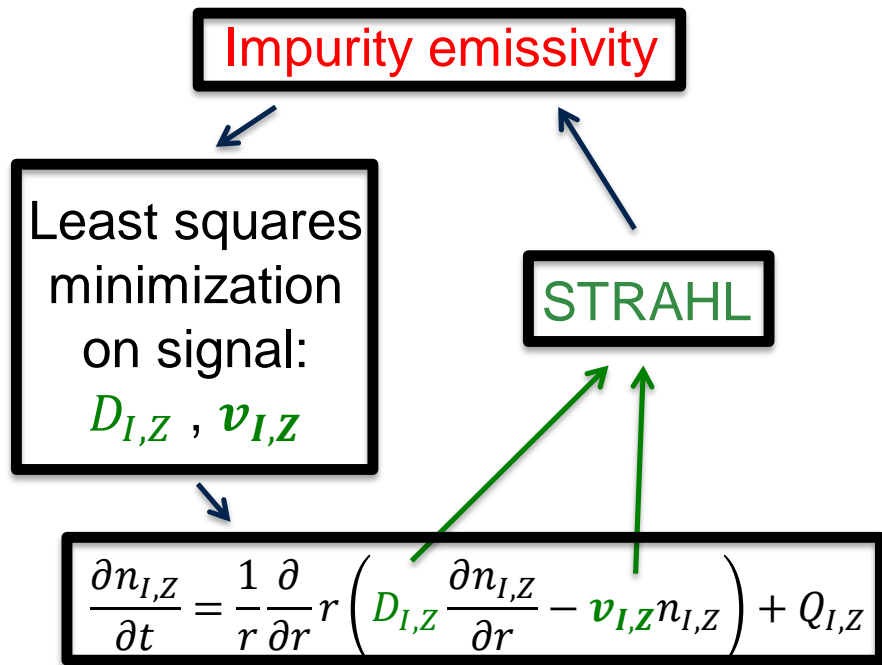 Impurity emissivity
Least squares
minimization
on signal:
D_{I,Z} , v_{I,Z}
STRAHL
∂n_{I,Z}/∂t = 1/r ∂/∂r r ( D_{I,Z} ∂n_{I,Z}/∂r − v_{I,Z} n_{I,Z} ) + Q_{I,Z}